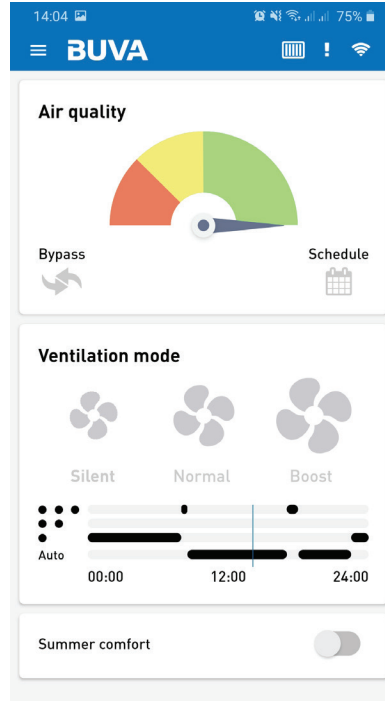 14:04 75%
BUVA
Air quality
Bypass Schedule
Ventilation mode
Silent Normal Boost
Auto
00:00 12:00 24:00
Summer comfort